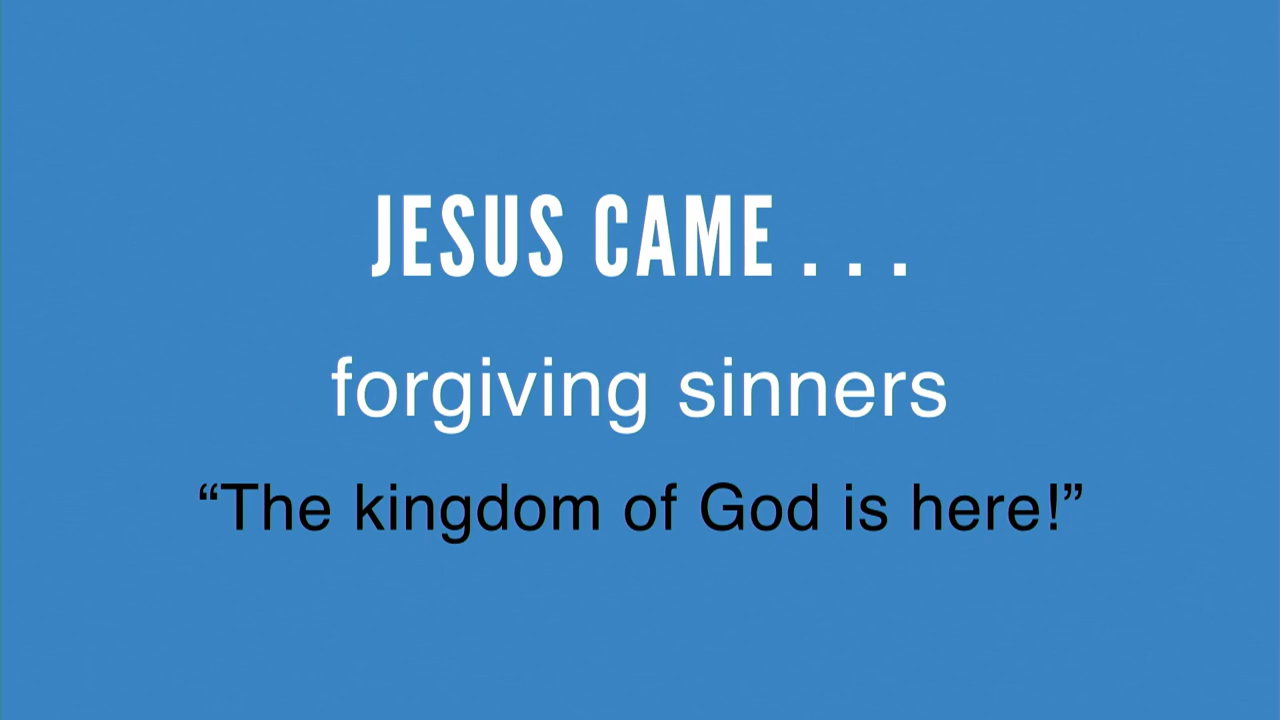 JESUS CAME . . .
forgiving sinners
“The kingdom of God is here!”